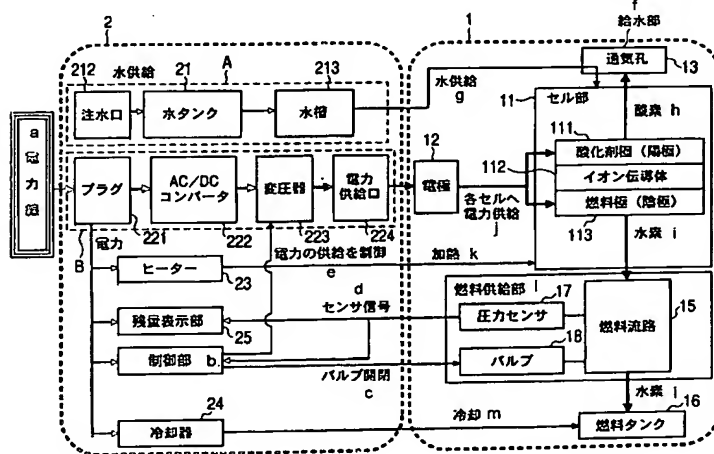 2
1
f
給水部
212
水供給
21
A
213
通気孔
13
注水口
水タンク
水槽
水供給
g
11
セル部
酸素 h
111
酸化剤極(陽極)
112
イオン伝導体
燃料極(陰極)
113
水素 i
a
電力源
12
電極
各セルへ
電力供給
j
プラグ
AC/DC
コンバータ
変圧器
電力
供給口
221
222
223
224
B
電力
ヒーター
23
電力の供給を制御
e
加熱 k
d
センサ信号
燃料供給部 l
17
圧力センサ
15
燃料流路
残量表示部
25
18
バルブ
制御部 b.
バルブ開閉
c
水素 i
16
24
冷却器
冷却 m
燃料タンク